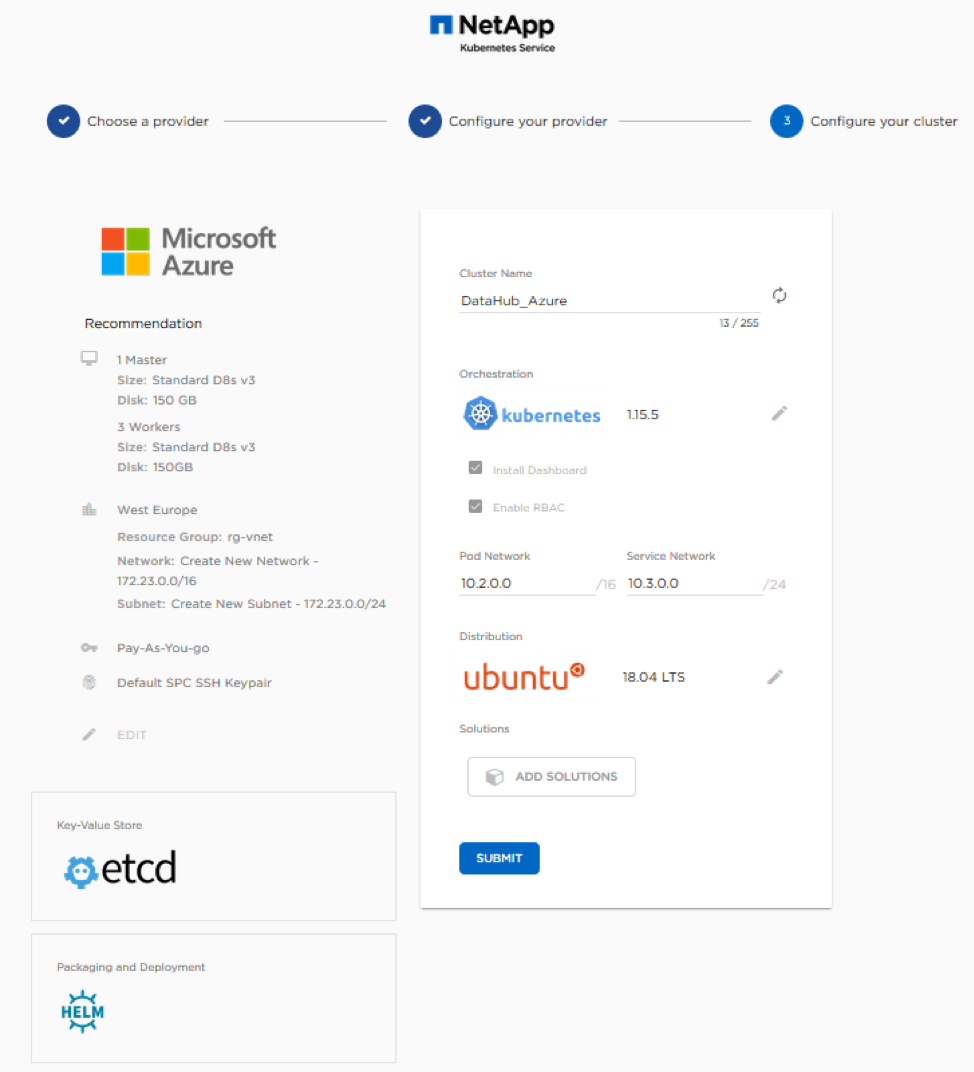 NetApp
Kubernetes Service
Choose a provider
Configure your provider
3
Configure your cluster
Microsoft
Azure
Recommendation
1 Master
Size: Standard D8s v3
Disk: 150 GB
3 Workers
Size: Standard D8s v3
Disk: 150GB
West Europe
Resource Group: rg-vnet
Network: Create New Network -
172.23.0.0/16
Subnet: Create New Subnet - 172.23.0.0/24
Pay-As-You-go
Default SPC SSH Keypair
EDIT
Key-Value Store
etcd
Packaging and Deployment
HELM
Cluster Name
DataHub_Azure
13 / 255
Orchestration
kubernetes 1.15.5
Install Dashboard
Enable RBAC
Pod Network Service Network
10.2.0.0 /16 10.3.0.0 /24
Distribution
ubuntu 18.04 LTS
Solutions
ADD SOLUTIONS
SUBMIT